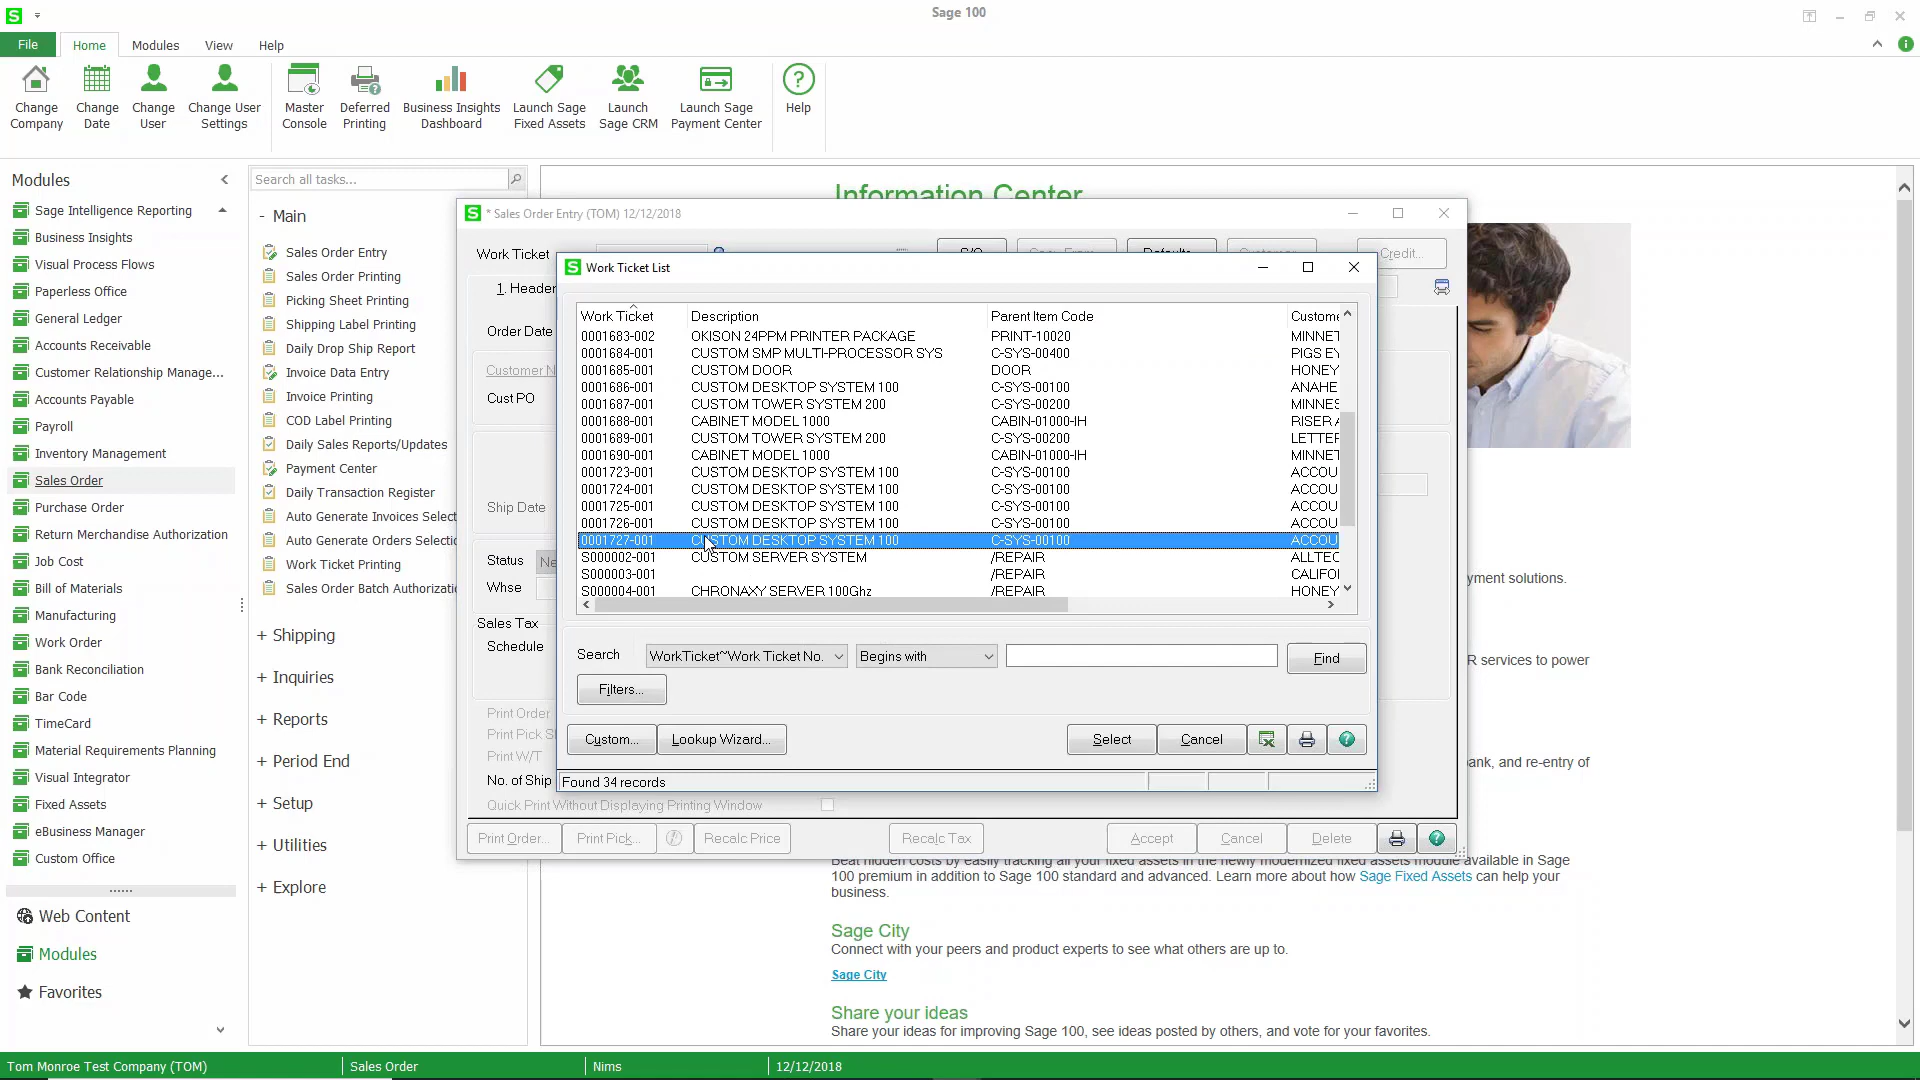 Sage 100
File
Home
Modules
View
Help
Change Company
Change Date
Change User
Change User Settings
Master Console
Deferred Printing
Business Insights Dashboard
Launch Sage Fixed Assets
Launch Sage CRM
Launch Sage Payment Center
Help
Modules
Sage Intelligence Reporting
Business Insights
Visual Process Flows
Paperless Office
General Ledger
Accounts Receivable
Customer Relationship Manage...
Accounts Payable
Payroll
Inventory Management
Sales Order
Purchase Order
Return Merchandise Authorization
Job Cost
Bill of Materials
Manufacturing
Work Order
Bank Reconciliation
Bar Code
TimeCard
Material Requirements Planning
Visual Integrator
Fixed Assets
eBusiness Manager
Custom Office
Web Content
Modules
Favorites
Search all tasks...
- Main
Sales Order Entry
Sales Order Printing
Picking Sheet Printing
Shipping Label Printing
Daily Drop Ship Report
Invoice Data Entry
Invoice Printing
COD Label Printing
Daily Sales Reports/Updates
Payment Center
Daily Transaction Register
Auto Generate Invoices Select
Auto Generate Orders Selectio
Work Ticket Printing
Sales Order Batch Authorizatio
+ Shipping
+ Inquiries
+ Reports
+ Period End
+ Setup
+ Utilities
+ Explore
Information Center
* Sales Order Entry (TOM) 12/12/2018
Work Ticket
S/O
Copy From...
Defaults...
Customer...
Credit...
1. Header
Order Date
Customer N
Cust PO
Ship Date
Status Ne
Whse
Sales Tax
Schedule
Print Order
Print Pick S
Print W/T
No. of Ship
Quick Print Without Displaying Printing Window
Print Order...
Print Pick...
Recalc Price
Recalc Tax
Accept
Cancel
Delete
Work Ticket List
Work Ticket Description Parent Item Code Custome
0001683-002 OKISON 24PPM PRINTER PACKAGE PRINT-10020 MINNET
0001684-001 CUSTOM SMP MULTI-PROCESSOR SYS C-SYS-00400 PIGS EY
0001685-001 CUSTOM DOOR DOOR HONEY
0001686-001 CUSTOM DESKTOP SYSTEM 100 C-SYS-00100 ANAHE
0001687-001 CUSTOM TOWER SYSTEM 200 C-SYS-00200 MINNES
0001688-001 CABINET MODEL 1000 CABIN-01000-IH RISER A
0001689-001 CUSTOM TOWER SYSTEM 200 C-SYS-00200 LETTER
0001690-001 CABINET MODEL 1000 CABIN-01000-IH MINNET
0001723-001 CUSTOM DESKTOP SYSTEM 100 C-SYS-00100 ACCOU
0001724-001 CUSTOM DESKTOP SYSTEM 100 C-SYS-00100 ACCOU
0001725-001 CUSTOM DESKTOP SYSTEM 100 C-SYS-00100 ACCOU
0001726-001 CUSTOM DESKTOP SYSTEM 100 C-SYS-00100 ACCOU
0001727-001 CUSTOM DESKTOP SYSTEM 100 C-SYS-00100 ACCOU
S000002-001 CUSTOM SERVER SYSTEM /REPAIR ALLTEC
S000003-001 /REPAIR CALIFO
S000004-001 CHRONAXY SERVER 100Ghz /REPAIR HONEY
Search WorkTicket~Work Ticket No. Begins with Find
Filters...
Custom...
Lookup Wizard...
Select
Cancel
Found 34 records
yment solutions.
R services to power
ank, and re-entry of
Beat hidden costs by easily tracking all your fixed assets in the newly modernized fixed assets module available in Sage
100 premium in addition to Sage 100 standard and advanced. Learn more about how Sage Fixed Assets can help your
business.
Sage City
Connect with your peers and product experts to see what others are up to.
Sage City
Share your ideas
Share your ideas for improving Sage 100, see ideas posted by others, and vote for your favorites.
Tom Monroe Test Company (TOM)
Sales Order
Nims
12/12/2018